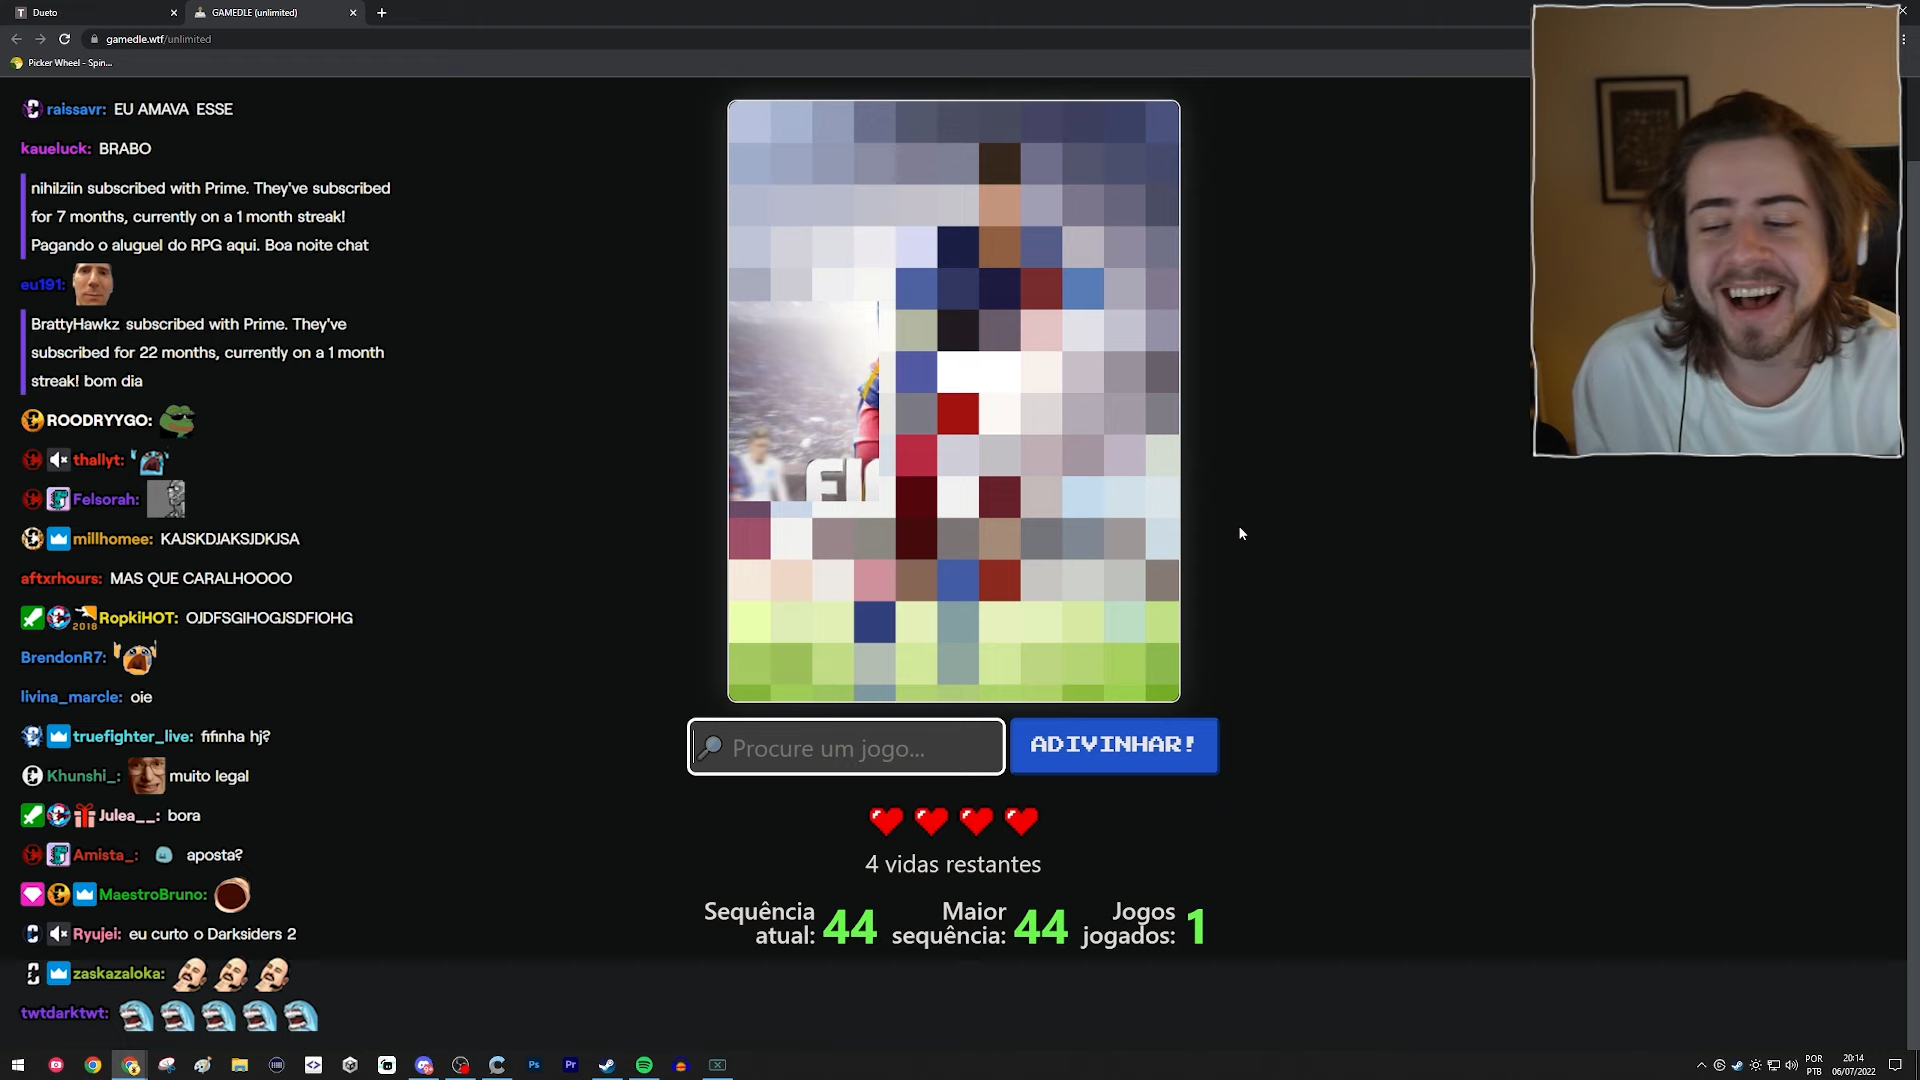 Dueto
GAMEDLE (unlimited)
gamedle.wtf/unlimited
Picker Wheel - Spin...
raissavr: EU AMAVA ESSE
kaueluck: BRABO
nihilziin subscribed with Prime. They've subscribed
for 7 months, currently on a 1 month streak!
Pagando o aluguel do RPG aqui. Boa noite chat
eu191:
BrattyHawkz subscribed with Prime. They've
subscribed for 22 months, currently on a 1 month
streak! bom dia
ROODRYYGO:
thallyt:
Felsorah:
millhomee: KAJSKDJAKSJDKJSA
aftxrhours: MAS QUE CARALHOOOO
2018 RopkiHOT: OJDFSGIHOGJSDFIOHG
BrendonR7:
livina_marcle: oie
truefighter_live: fifinha hj?
Khunshi_: muito legal
Julea__: bora
Amista_: aposta?
MaestroBruno:
Ryujei: eu curto o Darksiders 2
zaskazaloka:
twtdarktwt:
Procure um jogo...
ADIVINHAR!
4 vidas restantes
Sequência atual: 44
Maior sequência: 44
Jogos jogados: 1
Ps
Pr
POR
PTB
20:14
06/07/2022